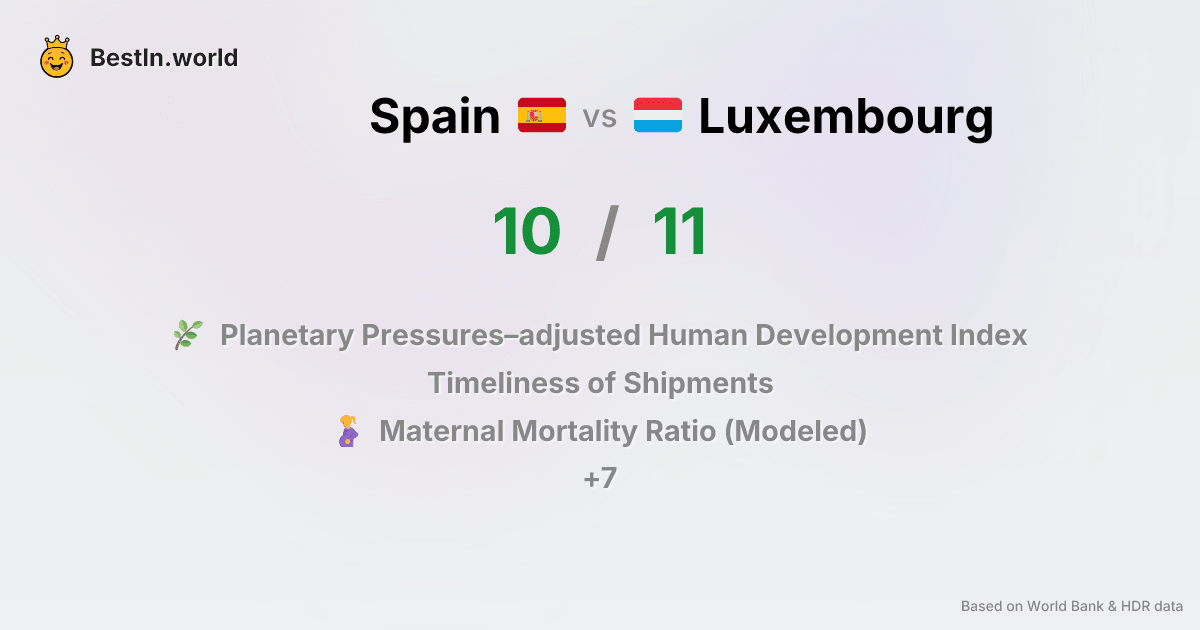 BestIn.world
Spain vs Luxembourg
10 / 11
Planetary Pressures–adjusted Human Development Index
Timeliness of Shipments
Maternal Mortality Ratio (Modeled)
+7
Based on World Bank & HDR data